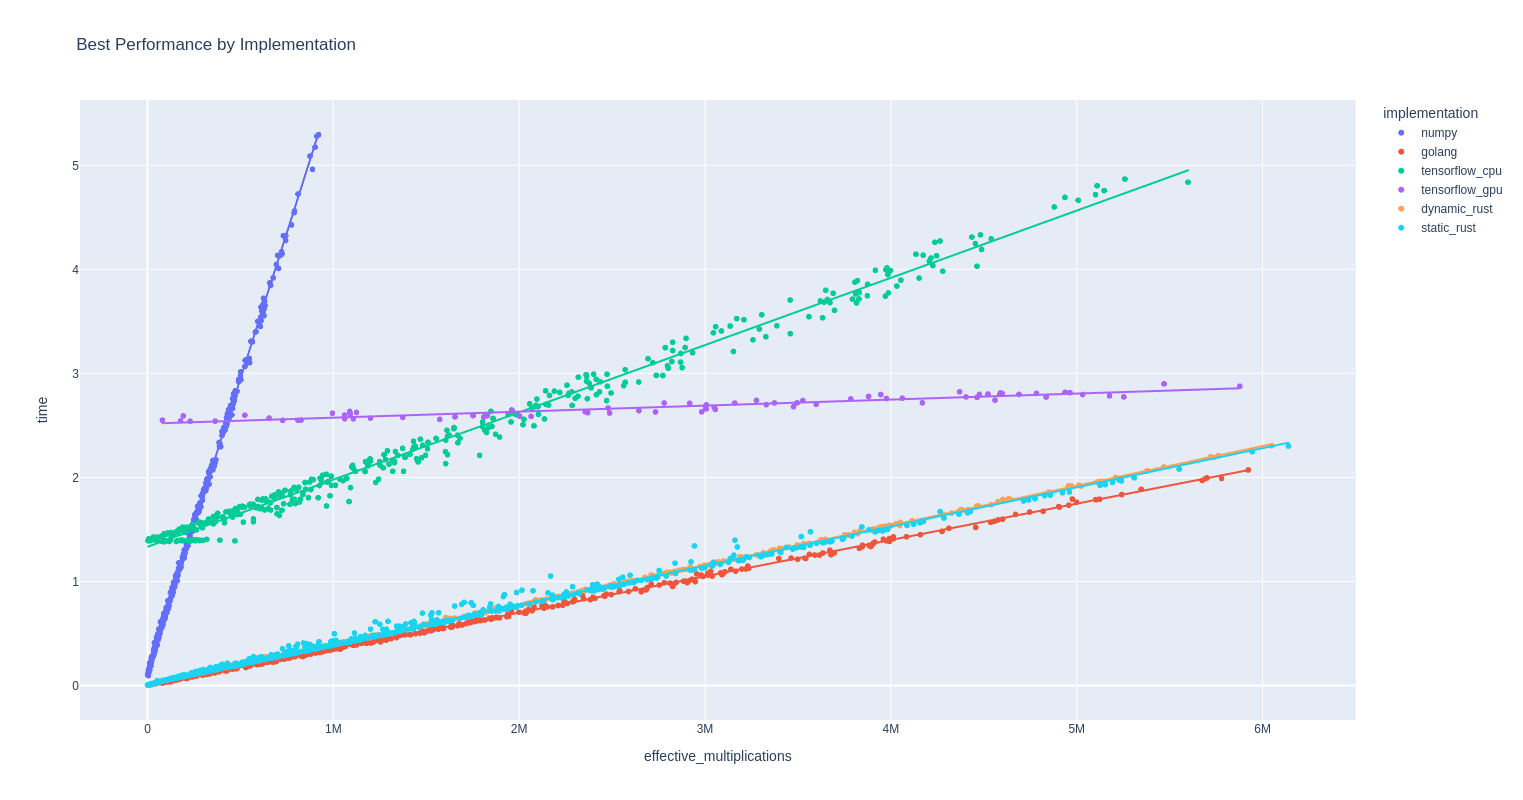 Best Performance by Implementation
implementation
numpy
golang
tensorflow_cpu
tensorflow_gpu
dynamic_rust
static_rust
time
5
4
3
2
1
0
0 1M 2M 3M 4M 5M 6M
effective_multiplications